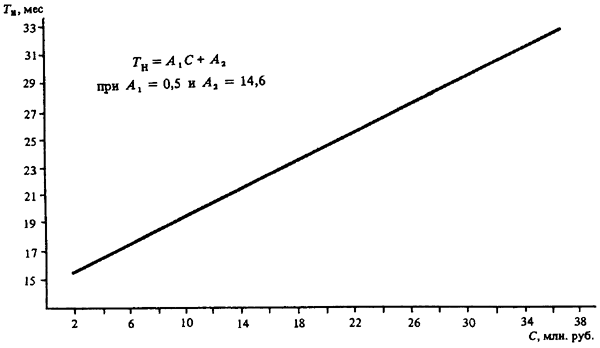 Tн, мес
33
Tн = A₁C + A₂
при A₁ = 0,5 и A₂ = 14,6
31
29
27
25
23
21
19
17
15
2 6 10 14 18 22 26 30 34 38
C, млн. руб.